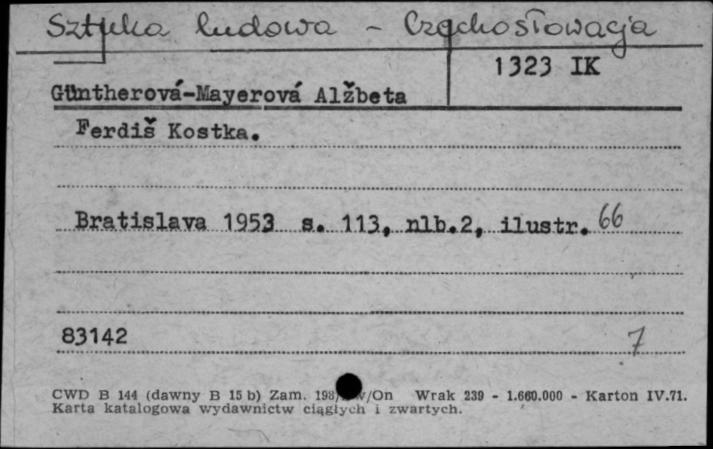 Sztuka ludowa - Czechosłowacja
1323 IK
Güntherová-Mayerová Alžbeta
Ferdiš Kostka.
Bratislava 1953 s. 113, nlb.2, ilustr. 66
83142
7
CWD B 144 (dawny B 15 b) Zam. /On Wrak 239 - 1.660.000 - Karton IV.71.
Karta katalogowa wydawnictw ciągłych i zwartych.